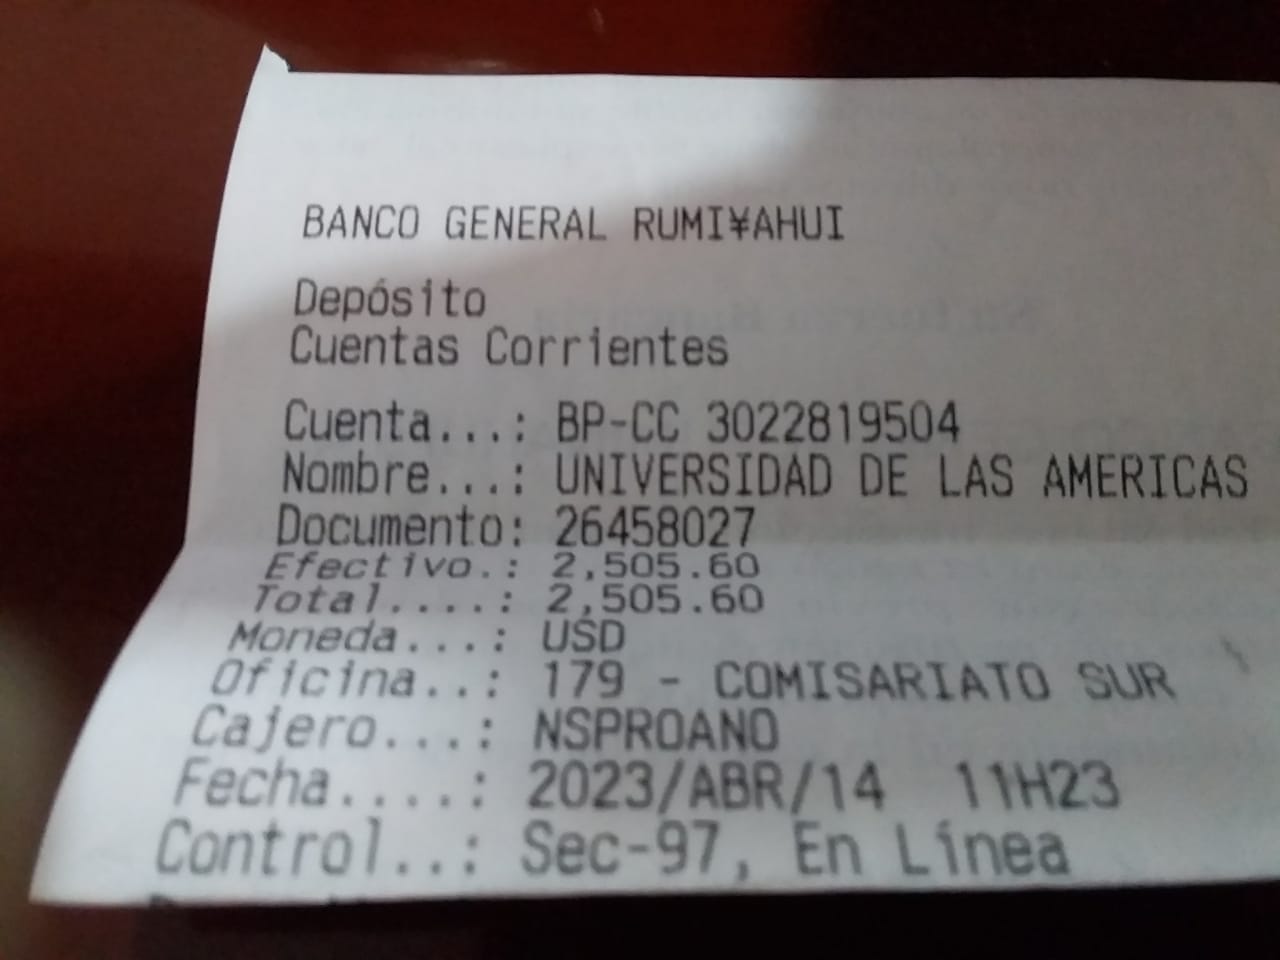 BANCO GENERAL RUMI¥AHUI
Depósito
Cuentas Corrientes
Cuenta...: BP-CC 3022819504
Nombre...: UNIVERSIDAD DE LAS AMERICAS
Documento: 26458027
Efectivo.: 2,505.60
Total....: 2,505.60
Moneda...: USD
Oficina..: 179 - COMISARIATO SUR
Cajero...: NSPROANO
Fecha....: 2023/ABR/14 11H23
Control..: Sec-97, En Línea